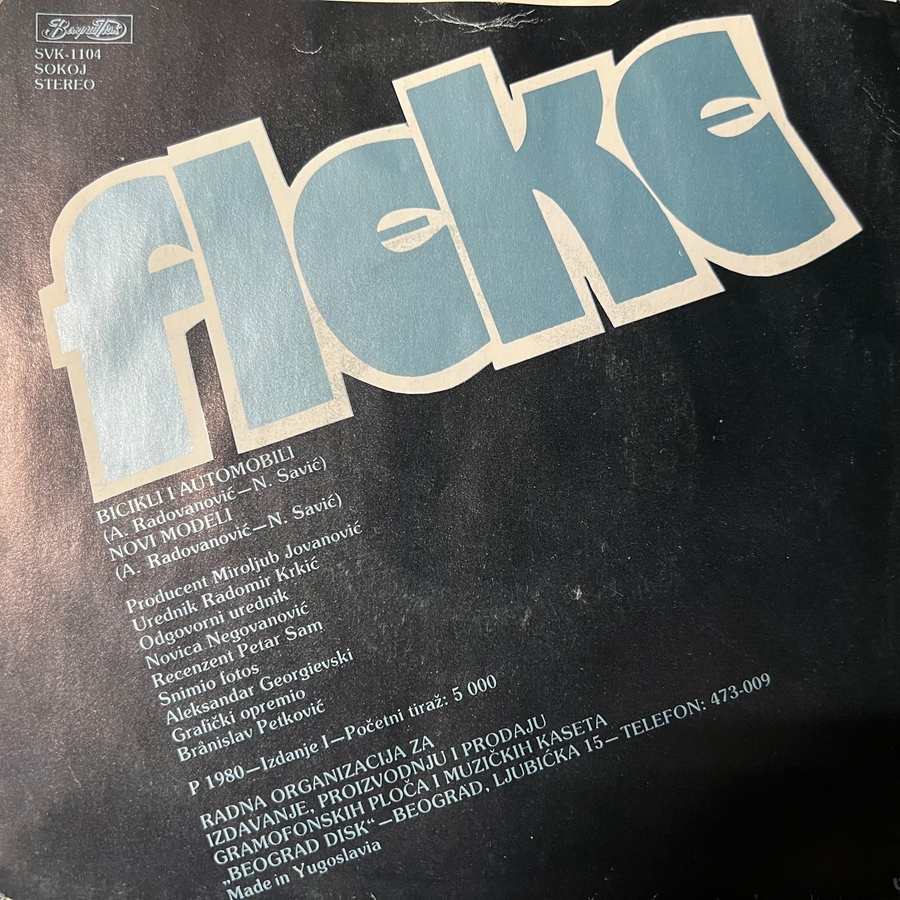 Beograd Disk
SVK-1104
SOKOJ
STEREO
fleke
BICIKLI I AUTOMOBILI
(A. Radovanović—N. Savić)
NOVI MODELI
(A. Radovanović—N. Savić)
Producent Miroljub Jovanović
Urednik Radomir Krkić
Odgovorni urednik
Novica Negovanović
Recenzent Petar Sam
Snimio fotos
Aleksandar Georgievski
Grafički opremio
Brânislav Petković
P 1980—Izdanje I—Početni tiraž: 5 000
RADNA ORGANIZACIJA ZA
IZDAVANJE, PROIZVODNJU I PRODAJU
GRAMOFONSKIH PLOČA I MUZIČKIH KASETA
„BEOGRAD DISK“—BEOGRAD, LJUBIĆKA 15—TELEFON: 473-009
Made in Yugoslavia